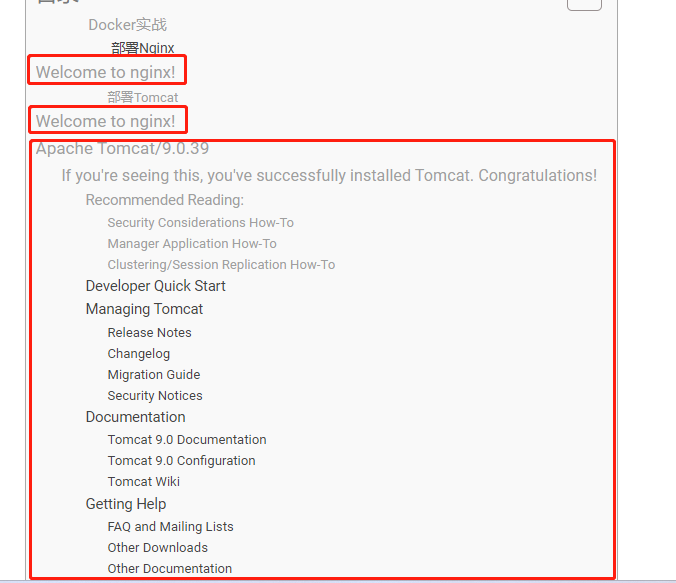 Docker实战
部署Nginx
Welcome to nginx!
部署Tomcat
Welcome to nginx!
Apache Tomcat/9.0.39
If you're seeing this, you've successfully installed Tomcat. Congratulations!
Recommended Reading:
Security Considerations How-To
Manager Application How-To
Clustering/Session Replication How-To
Developer Quick Start
Managing Tomcat
Release Notes
Changelog
Migration Guide
Security Notices
Documentation
Tomcat 9.0 Documentation
Tomcat 9.0 Configuration
Tomcat Wiki
Getting Help
FAQ and Mailing Lists
Other Downloads
Other Documentation